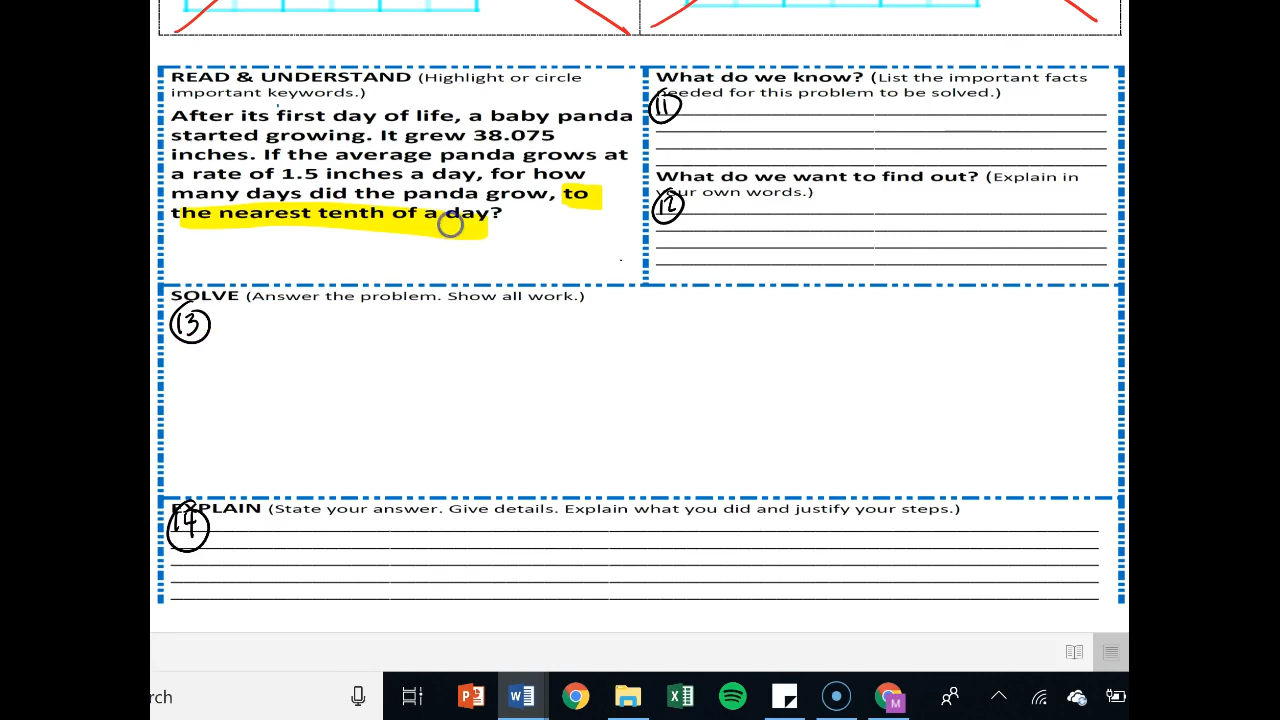 READ & UNDERSTAND (Highlight or circle
important keywords.)
After its first day of life, a baby panda
started growing. It grew 38.075
inches. If the average panda grows at
a rate of 1.5 inches a day, for how
many days did the panda grow, to
the nearest tenth of a day?
What do we know? (List the important facts
needed for this problem to be solved.)
11
What do we want to find out? (Explain in
your own words.)
12
SOLVE (Answer the problem. Show all work.)
13
EXPLAIN (State your answer. Give details. Explain what you did and justify your steps.)
14
rch